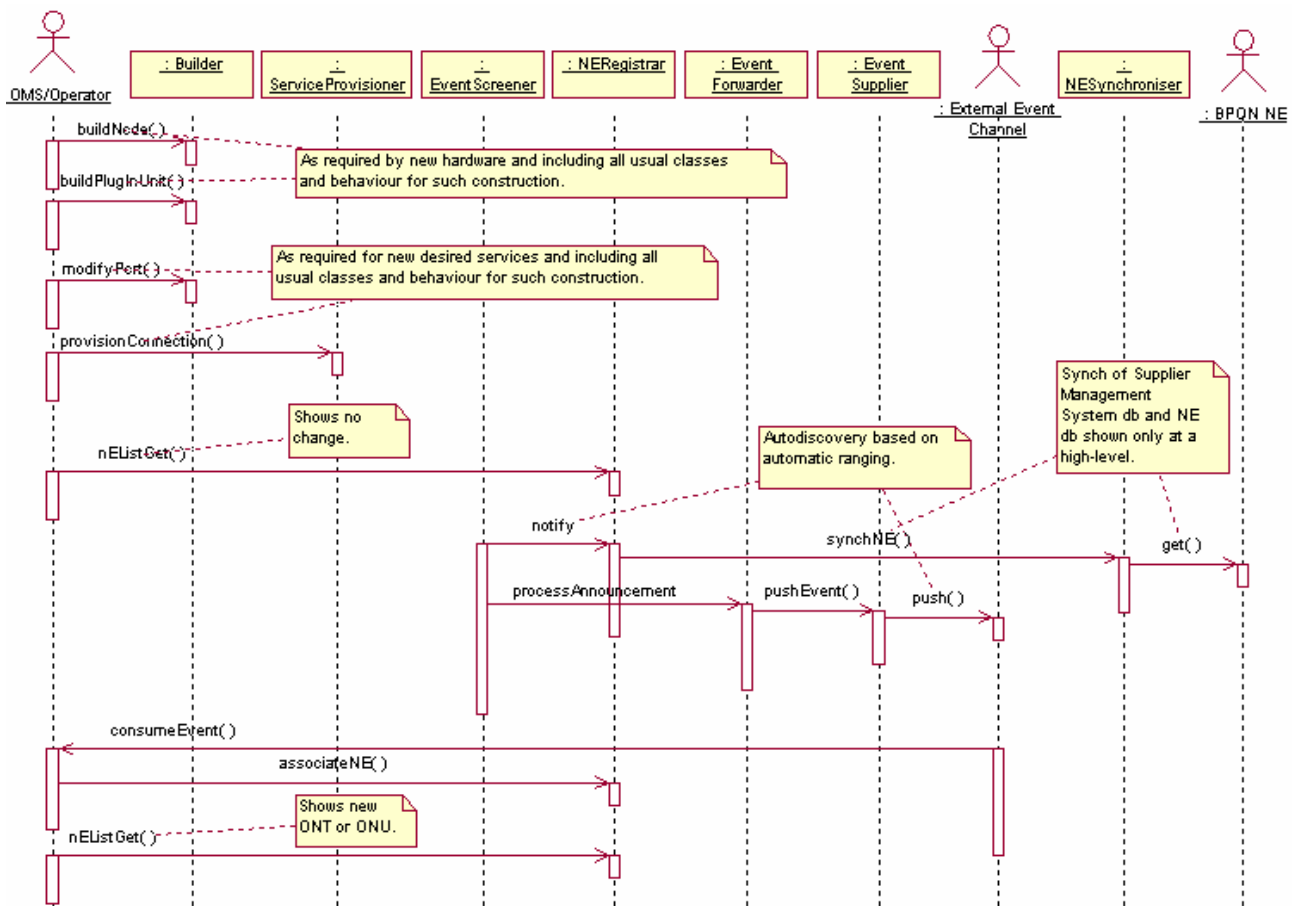 : Builder
:
ServiceProvisioner
:
EventScreener
: NERegistrar
: Event
Forwarder
: Event
Supplier
:
NESynchroniser
OMS/Operator
: External Event
Channel
: BPON NE
buildNode( )
As required by new hardware and including all usual classes
and behaviour for such construction.
buildPlugInUnit( )
As required for new desired services and including all
usual classes and behaviour for such construction.
modifyPort( )
provisionConnection( )
Synch of Supplier
Management
System db and NE
db shown only at a
high-level.
Shows no
change.
Autodiscovery based on
automatic ranging.
nEListGet( )
notify
synchNE( )
get( )
processAnnouncement
pushEvent( )
push( )
consumeEvent( )
associateNE( )
Shows new
ONT or ONU.
nEListGet( )